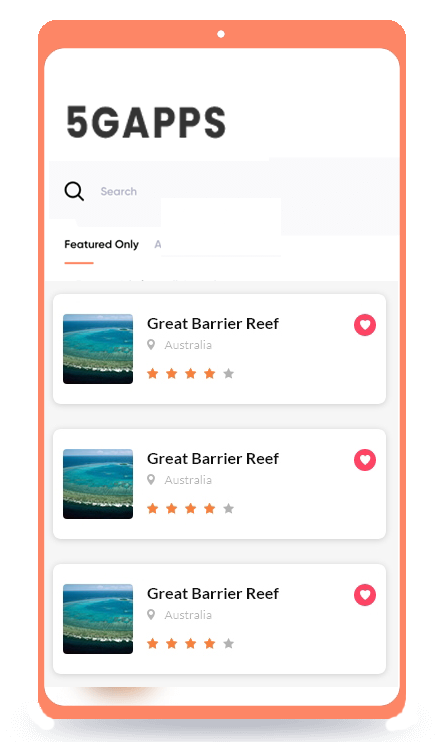 5GAPPS
Search
Featured Only A
Great Barrier Reef
Australia
Great Barrier Reef
Australia
Great Barrier Reef
Australia